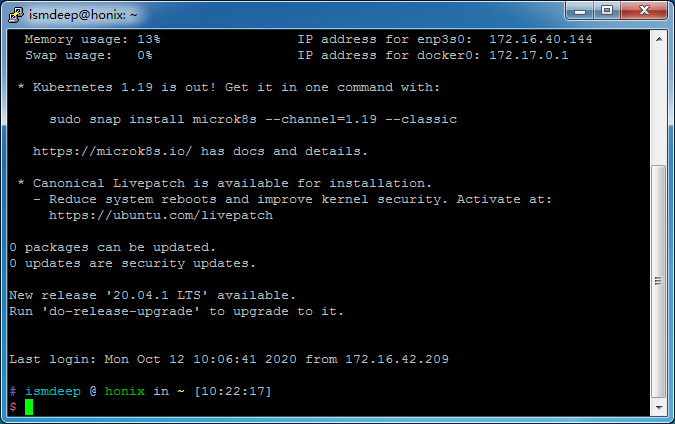 ismdeep@honix: ~
Memory usage: 13% IP address for enp3s0: 172.16.40.144
Swap usage: 0% IP address for docker0: 172.17.0.1
* Kubernetes 1.19 is out! Get it in one command with:
sudo snap install microk8s --channel=1.19 --classic
https://microk8s.io/ has docs and details.
* Canonical Livepatch is available for installation.
- Reduce system reboots and improve kernel security. Activate at:
https://ubuntu.com/livepatch
0 packages can be updated.
0 updates are security updates.
New release '20.04.1 LTS' available.
Run 'do-release-upgrade' to upgrade to it.
Last login: Mon Oct 12 10:06:41 2020 from 172.16.42.209
# ismdeep @ honix in ~ [10:22:17]
$